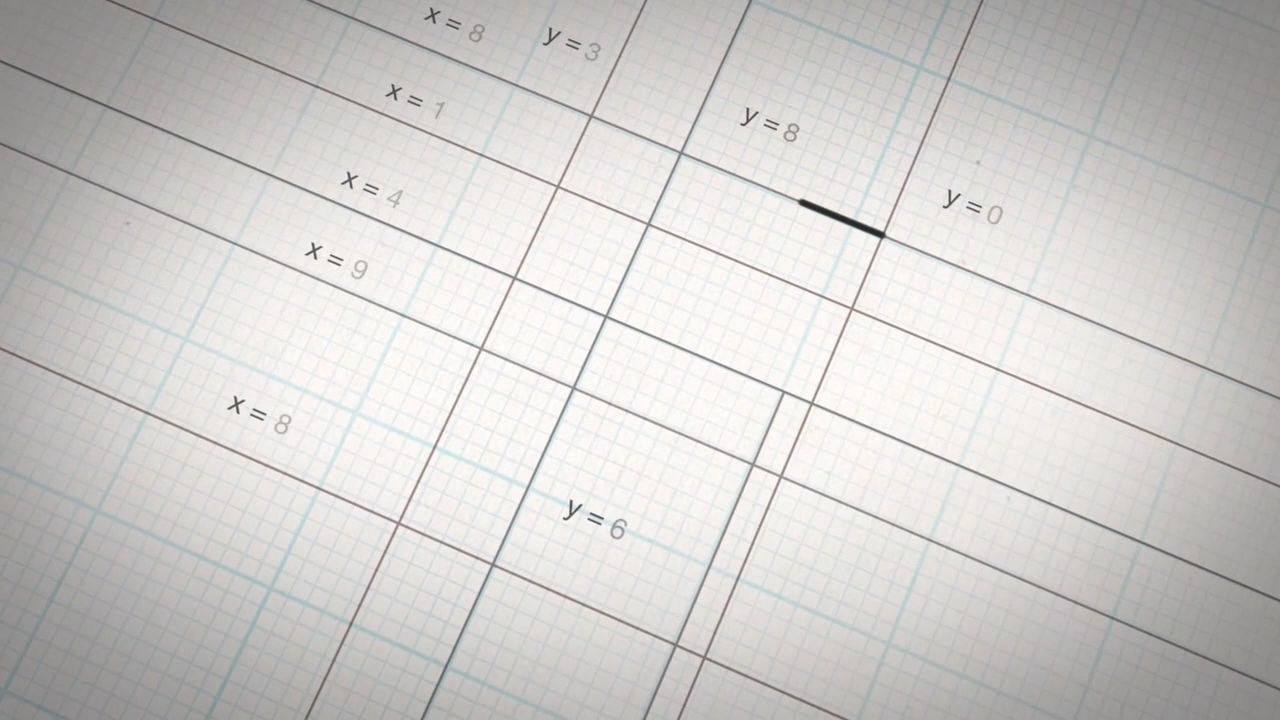 x = 8
y = 3
x = 1
y = 8
x = 4
y = 0
x = 9
x = 8
y = 6